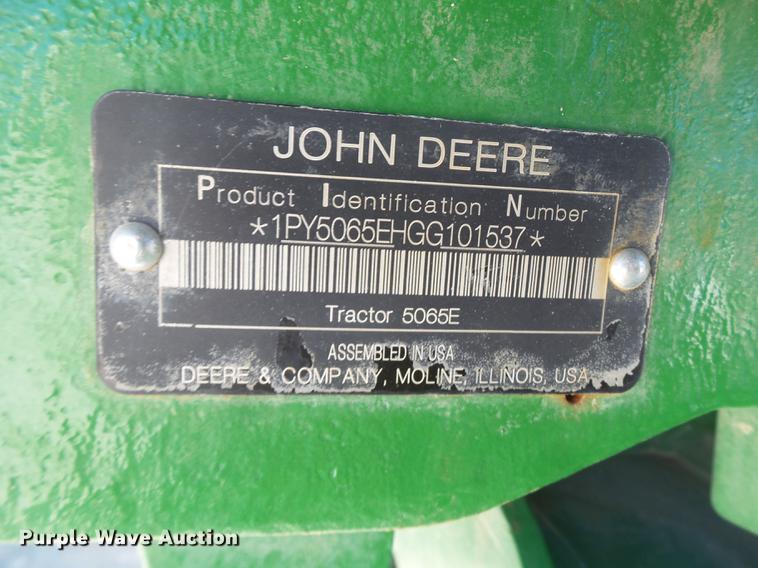 JOHN DEERE
Product Identification Number
*1PY5065EHGG101537*
Tractor 5065E
ASSEMBLED IN USA
DEERE & COMPANY, MOLINE, ILLINOIS, USA
Purple Wave Auction